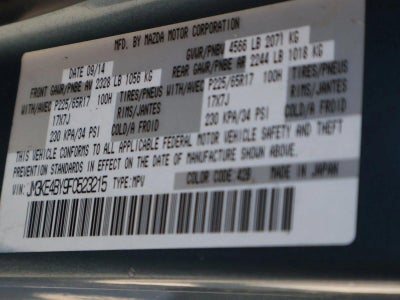 MFD. BY MAZDA MOTOR CORPORATION
DATE 09/14 GVWR/PNBV 4566 LB 2071 KG
FRONT GAWR/PNBE AV 2328 LB 1056 KG REAR GAWR/PNBE AR 2244 LB 1018 KG
WITH/AVEC P225/65R17 100H TIRES/PNEUS WITH/AVEC P225/65R17 100H TIRES/PNEUS
17X7J RIMS/JANTES 17X7J RIMS/JANTES
230 KPA/34 PSI COLD/A FROID 230 KPA/34 PSI COLD/A FROID
THIS VEHICLE CONFORMS TO ALL APPLICABLE FEDERAL MOTOR VEHICLE SAFETY AND THEFT
PREVENTION STANDARDS IN EFFECT ON THE DATE OF MANUFACTURE SHOWN ABOVE.
VIN: JM3KE4BY9F0523215 TYPE: MPV COLOR CODE: 42B MADE IN JAPAN